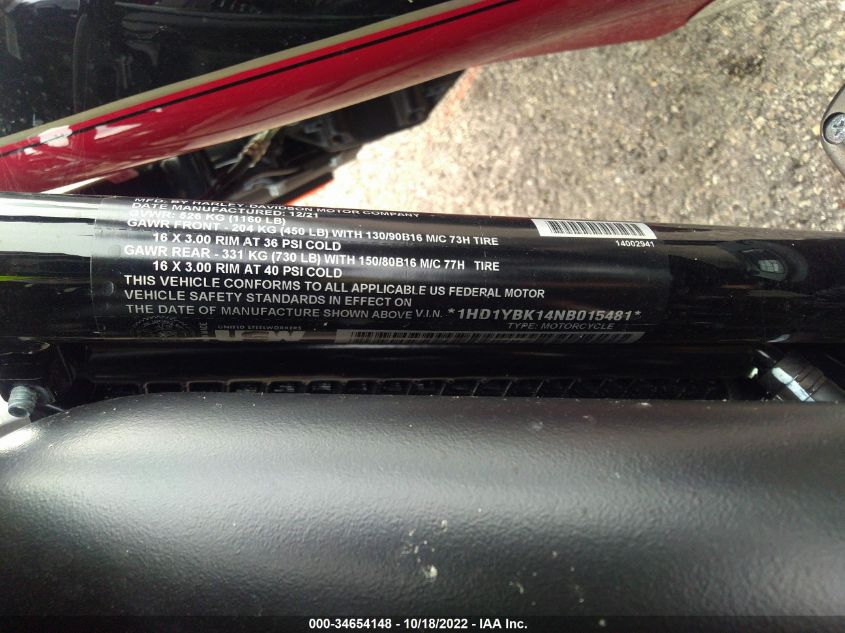 MFD. BY HARLEY-DAVIDSON MOTOR COMPANY
DATE MANUFACTURED: 12/21
GVWR: 526 KG (1160 LB)
GAWR FRONT - 204 KG (450 LB) WITH 130/90B16 M/C 73H TIRE
16 X 3.00 RIM AT 36 PSI COLD
GAWR REAR - 331 KG (730 LB) WITH 150/80B16 M/C 77H TIRE
16 X 3.00 RIM AT 40 PSI COLD
THIS VEHICLE CONFORMS TO ALL APPLICABLE US FEDERAL MOTOR
VEHICLE SAFETY STANDARDS IN EFFECT ON
THE DATE OF MANUFACTURE SHOWN ABOVE V.I.N. *1HD1YBK14NB015481*
TYPE: MOTORCYCLE
14002941
UNITED STEELWORKERS
000-34654148 - 10/18/2022 - IAA Inc.